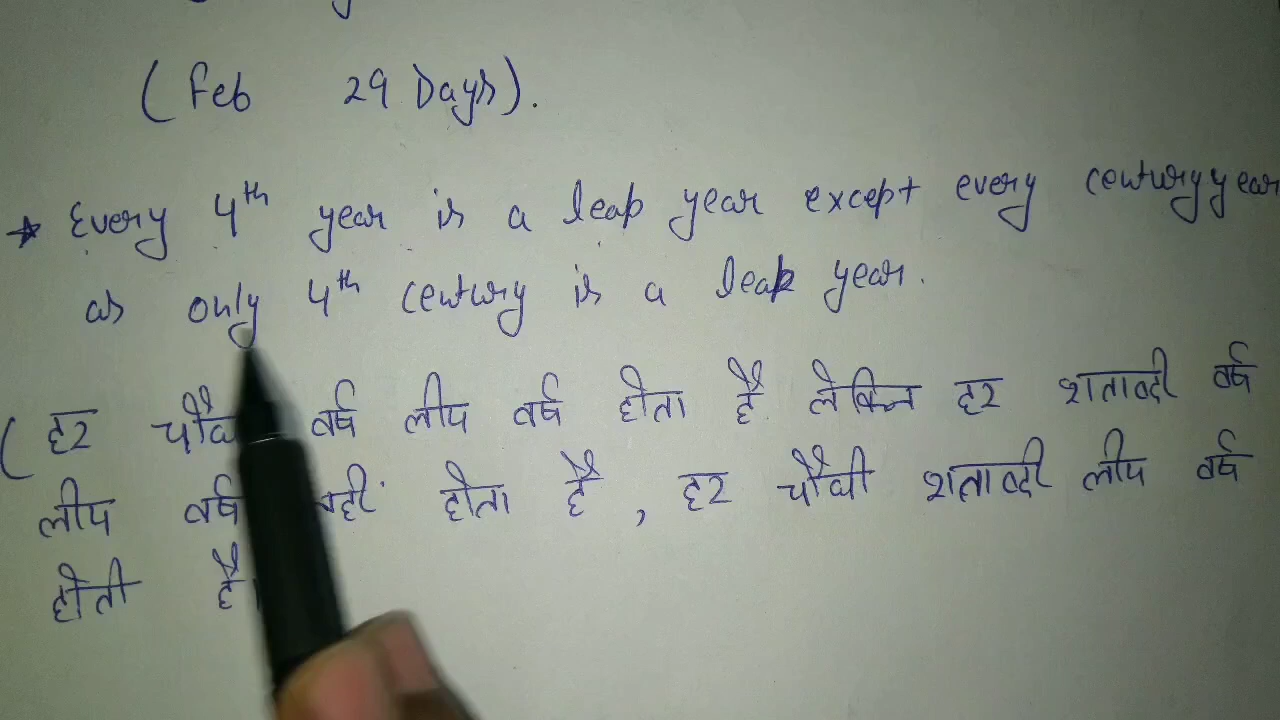 (Feb 29 Days).
* Every 4th year is a leap year except every century year
as only 4th century is a leap year.
( हर चौथा वर्ष लीप वर्ष होता है लेकिन हर शताब्दी वर्ष
लीप वर्ष नहीं होता है, हर चौथी शताब्दी लीप वर्ष
होती है